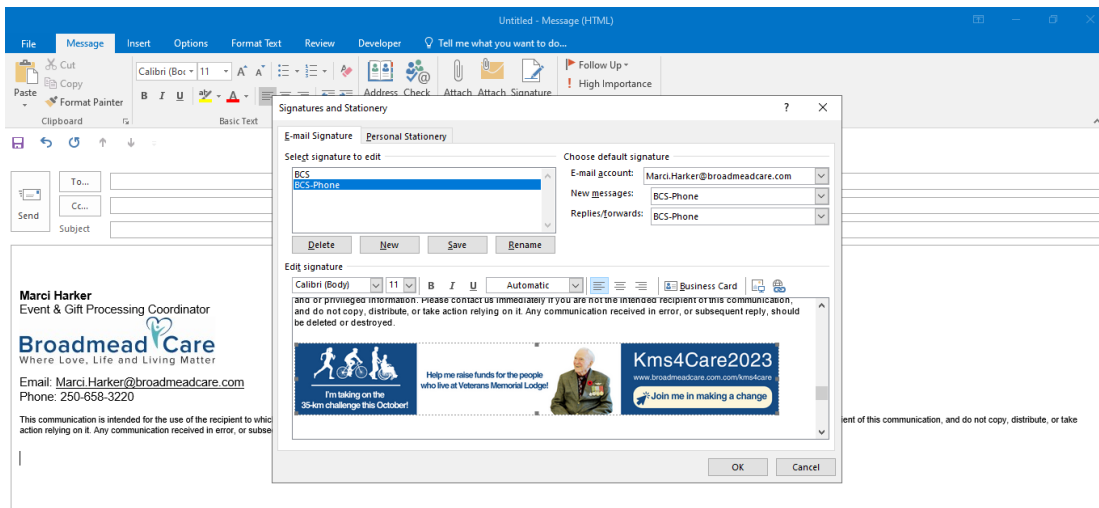 Untitled - Message (HTML)
File Message Insert Options Format Text Review Developer Tell me what you want to do...
Cut
Copy
Format Painter
Paste
Clipboard
Calibri (Boc 11
B I U
Basic Text
Address Check Attach Attach Signature
Follow Up
High Importance
To...
Cc...
Subject
Send
Marci Harker
Event & Gift Processing Coordinator
Broadmead Care
Where Love, Life and Living Matter
Email: Marci.Harker@broadmeadcare.com
Phone: 250-658-3220
This communication is intended for the use of the recipient to whic
ient of this communication, and do not copy, distribute, or take
action relying on it. Any communication received in error, or subse
Signatures and Stationery
E-mail Signature Personal Stationery
Select signature to edit
BCS
BCS-Phone
Delete New Save Rename
Choose default signature
E-mail account: Marci.Harker@broadmeadcare.com
New messages: BCS-Phone
Replies/forwards: BCS-Phone
Edit signature
Calibri (Body) 11 B I U Automatic Business Card
and or privileged information. Please contact us immediately if you are not the intended recipient of this communication,
and do not copy, distribute, or take action relying on it. Any communication received in error, or subsequent reply, should
be deleted or destroyed.
I'm taking on the
35-km challenge this October!
Help me raise funds for the people
who live at Veterans Memorial Lodge!
Kms4Care2023
www.broadmeadcare.com.com/kms4care
Join me in making a change
OK Cancel